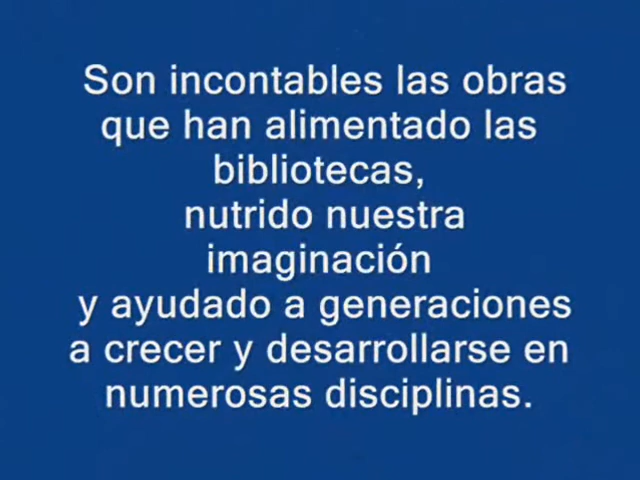 Son incontables las obras
que han alimentado las
bibliotecas,
nutrido nuestra
imaginación
y ayudado a generaciones
a crecer y desarrollarse en
numerosas disciplinas.